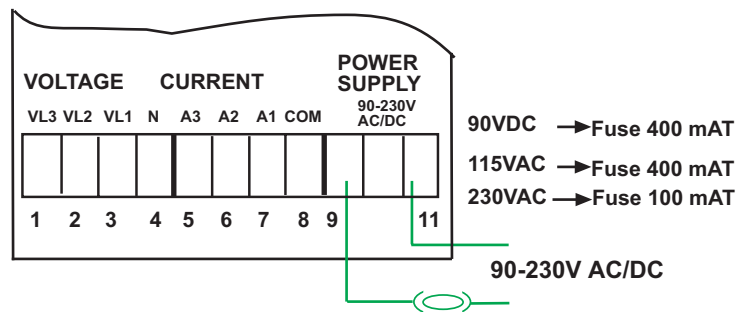 VOLTAGE CURRENT POWER SUPPLY
VL3 VL2 VL1 N A3 A2 A1 COM 90-230V AC/DC
1 2 3 4 5 6 7 8 9 11
90VDC Fuse 400 mAT
115VAC Fuse 400 mAT
230VAC Fuse 100 mAT
90-230V AC/DC